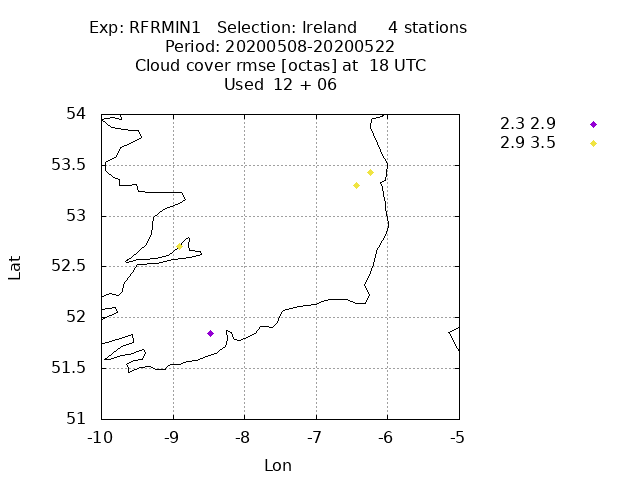 Exp: RFRMIN1 Selection: Ireland 4 stations
Period: 20200508-20200522
Cloud cover rmse [octas] at 18 UTC
Used 12 + 06
2.3 2.9
2.9 3.5
54
53.5
53
52.5
52
51.5
51
Lat
-10 -9 -8 -7 -6 -5
Lon